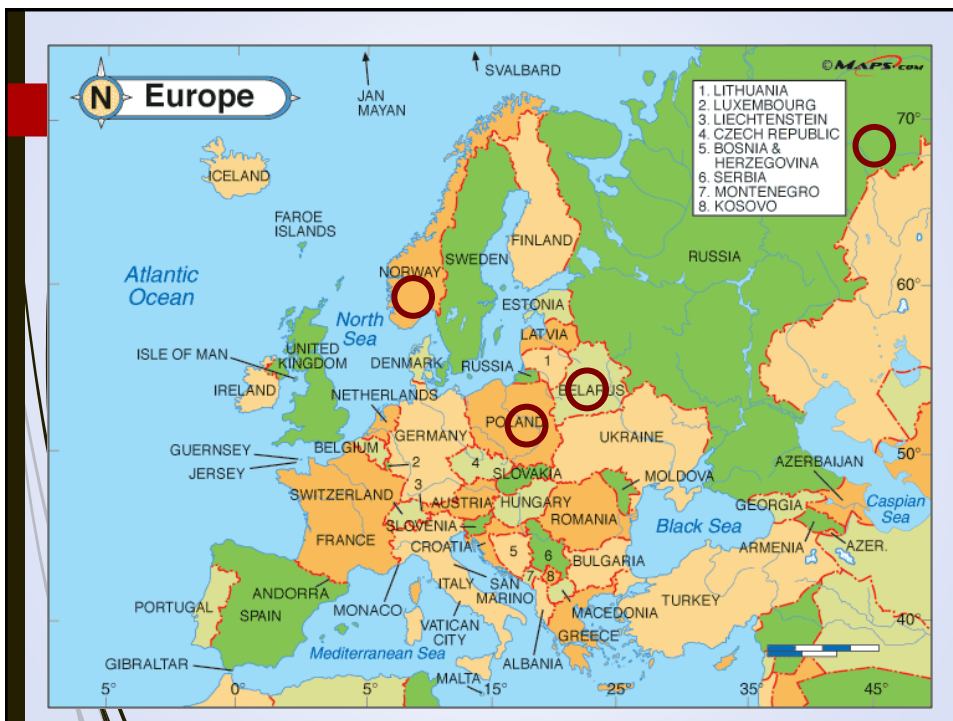 SVALBARD
JAN
MAYAN
N
Europe
©MAPS.com
1. LITHUANIA
2. LUXEMBOURG
3. LIECHTENSTEIN
4. CZECH REPUBLIC
5. BOSNIA &
HERZEGOVINA
6. SERBIA
7. MONTENEGRO
8. KOSOVO
70°
ICELAND
FAROE
ISLANDS
FINLAND
SWEDEN
NORWAY
RUSSIA
Atlantic
Ocean
60°
ESTONIA
North
Sea
LATVIA
ISLE OF MAN
UNITED
KINGDOM
DENMARK
RUSSIA
1
IRELAND
NETHERLANDS
BELARUS
POLAND
GERMANY
UKRAINE
GUERNSEY
JERSEY
BELGIUM
2
4
SLOVAKIA
MOLDOVA
AZERBAIJAN
50°
SWITZERLAND
3
AUSTRIA
HUNGARY
GEORGIA
Caspian
Sea
SLOVENIA
ROMANIA
Black Sea
FRANCE
CROATIA
5
6
BULGARIA
ARMENIA
AZER.
ANDORRA
MONACO
ITALY
SAN
MARINO
7
8
MACEDONIA
TURKEY
PORTUGAL
SPAIN
VATICAN
CITY
GREECE
40°
Mediterranean Sea
ALBANIA
GIBRALTAR
MALTA
5°
0°
5°
15°
25°
35°
45°